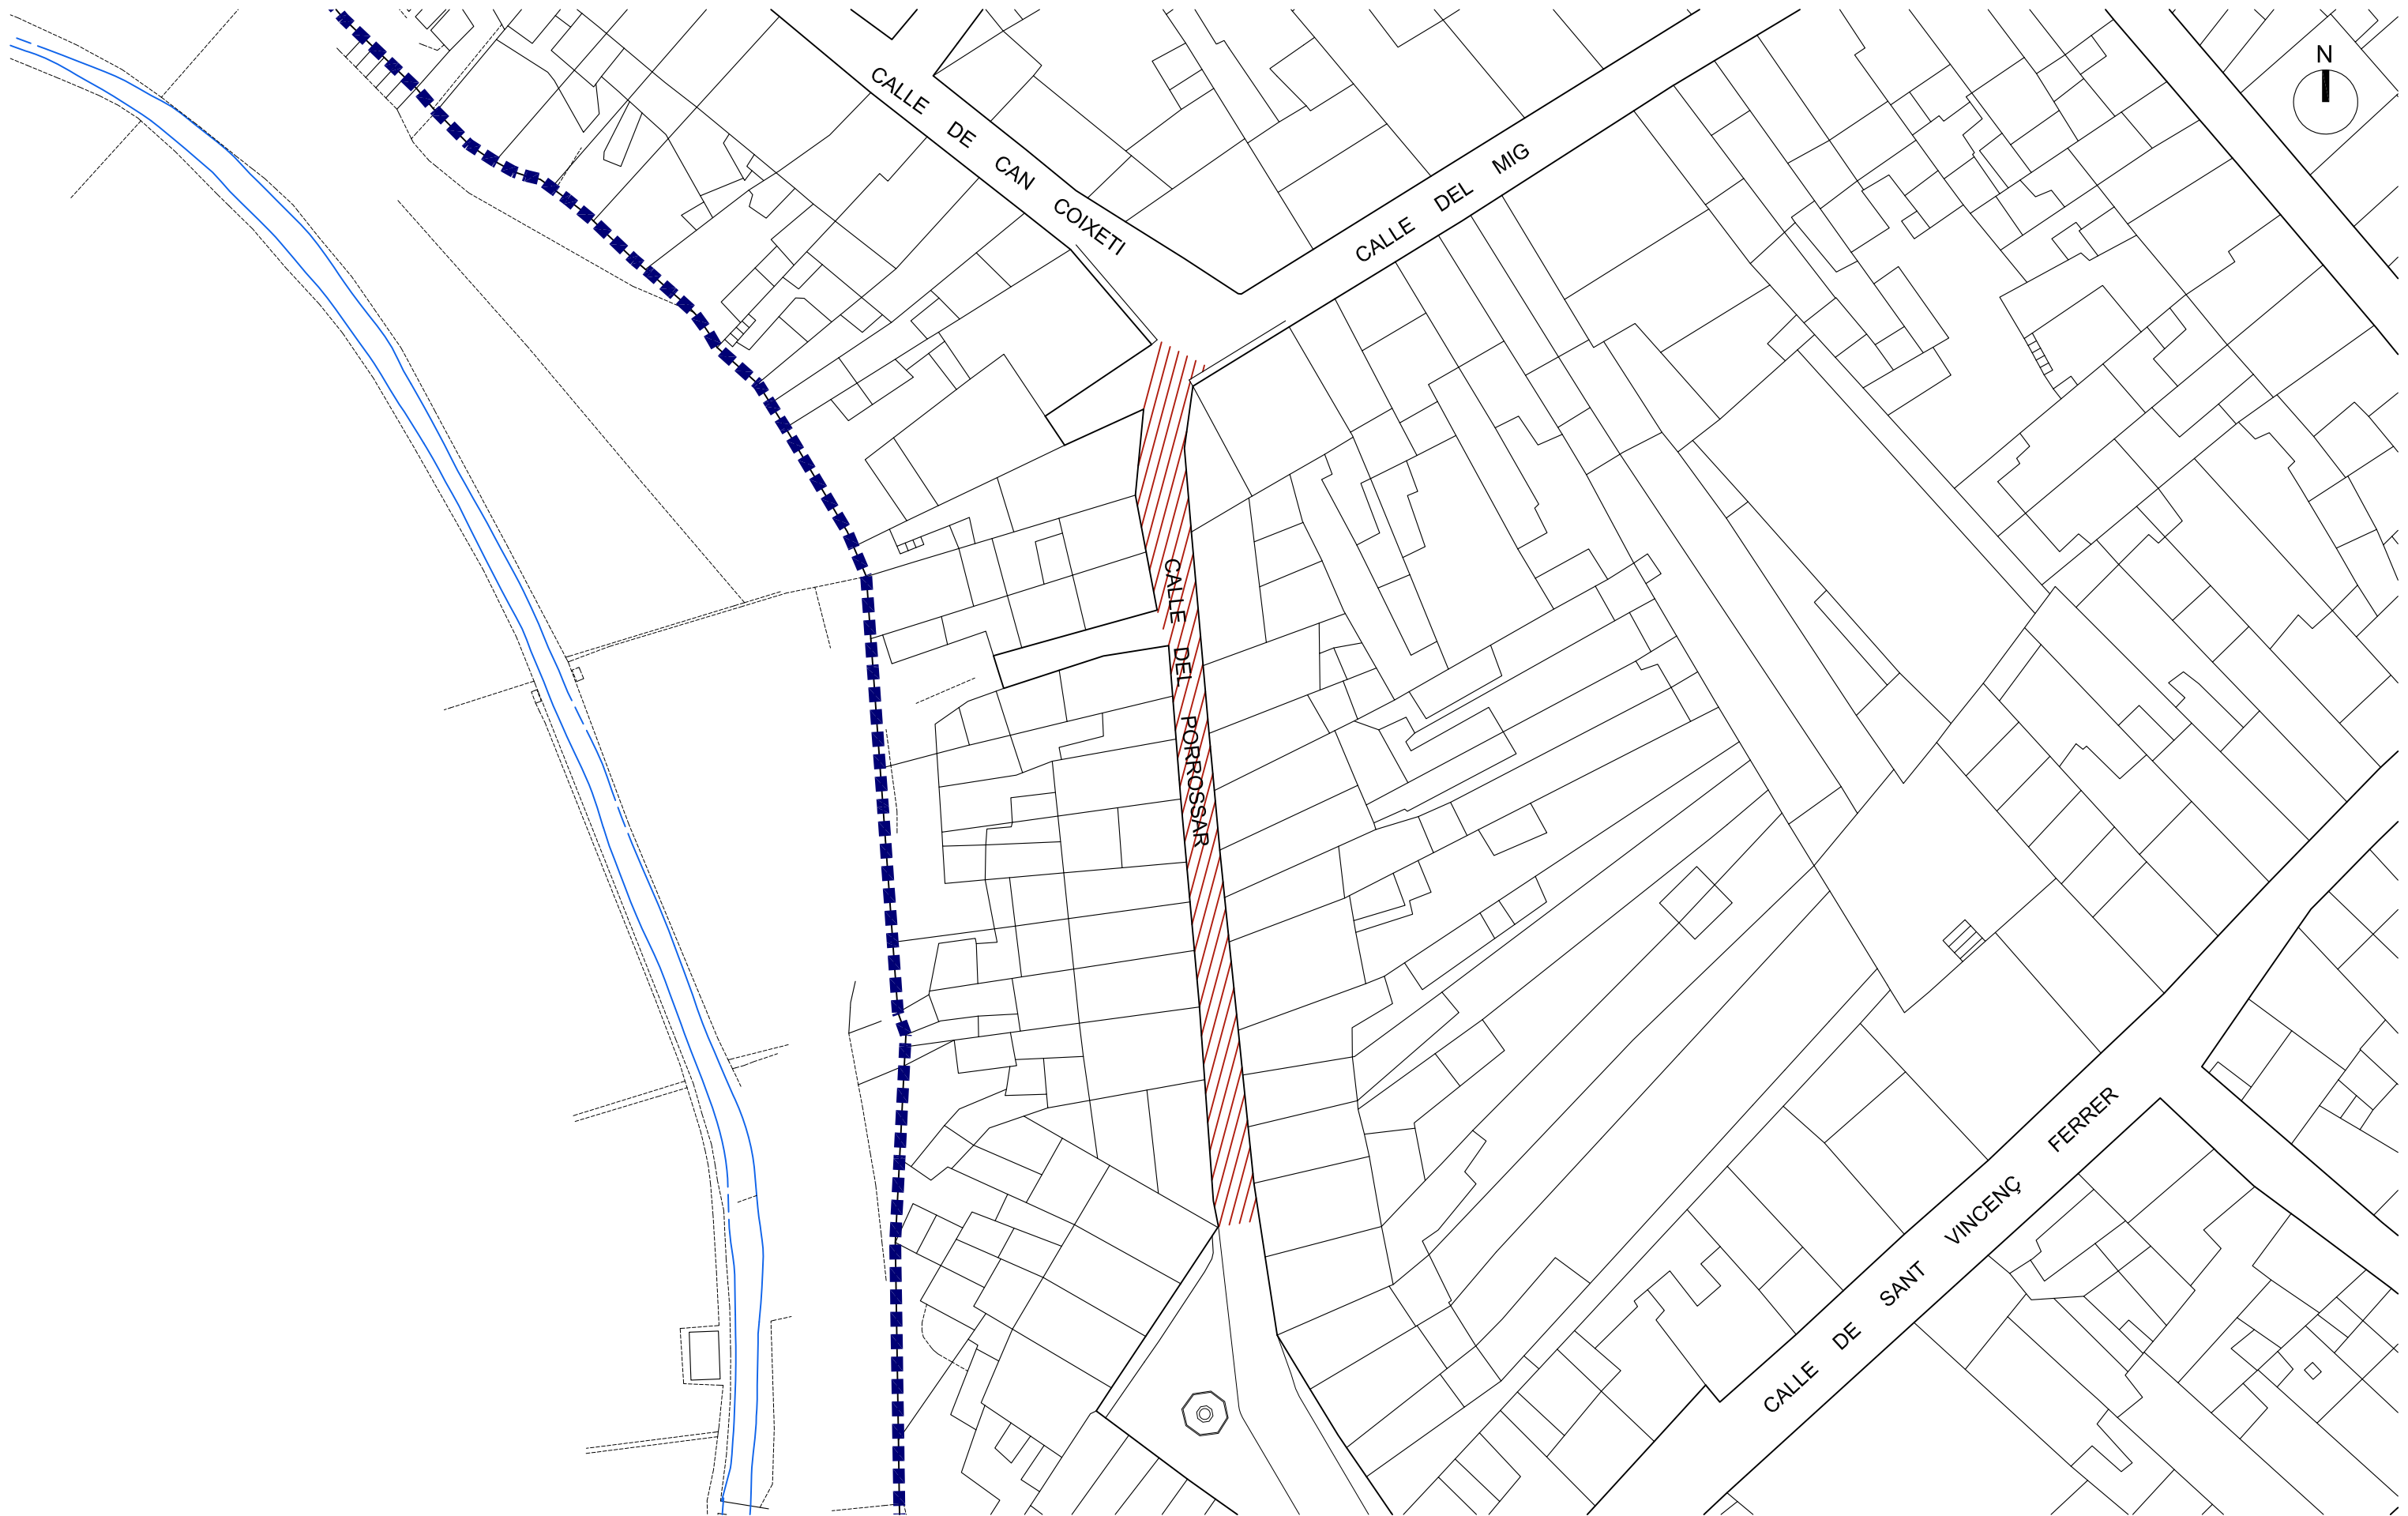 N
CALLE DE CAN COIXETI
CALLE DEL MIG
CALLE DEL PORROSSAR
CALLE DE SANT VINCENÇ FERRER